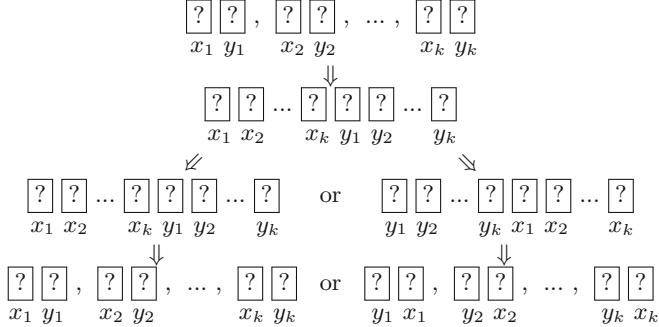 ? ? , ? ? , ... , ? ?
x₁ y₁ x₂ y₂ xₖ yₖ
⇓
? ? ... ? ? ? ... ?
x₁ x₂ xₖ y₁ y₂ yₖ
⇙ ⇘
? ? ... ? ? ? ... ? or ? ? ... ? ? ? ... ?
x₁ x₂ xₖ y₁ y₂ yₖ y₁ y₂ yₖ x₁ x₂ xₖ
⇓ ⇓
? ? , ? ? , ... , ? ? or ? ? , ? ? , ... , ? ?
x₁ y₁ x₂ y₂ xₖ yₖ y₁ x₁ y₂ x₂ yₖ xₖ